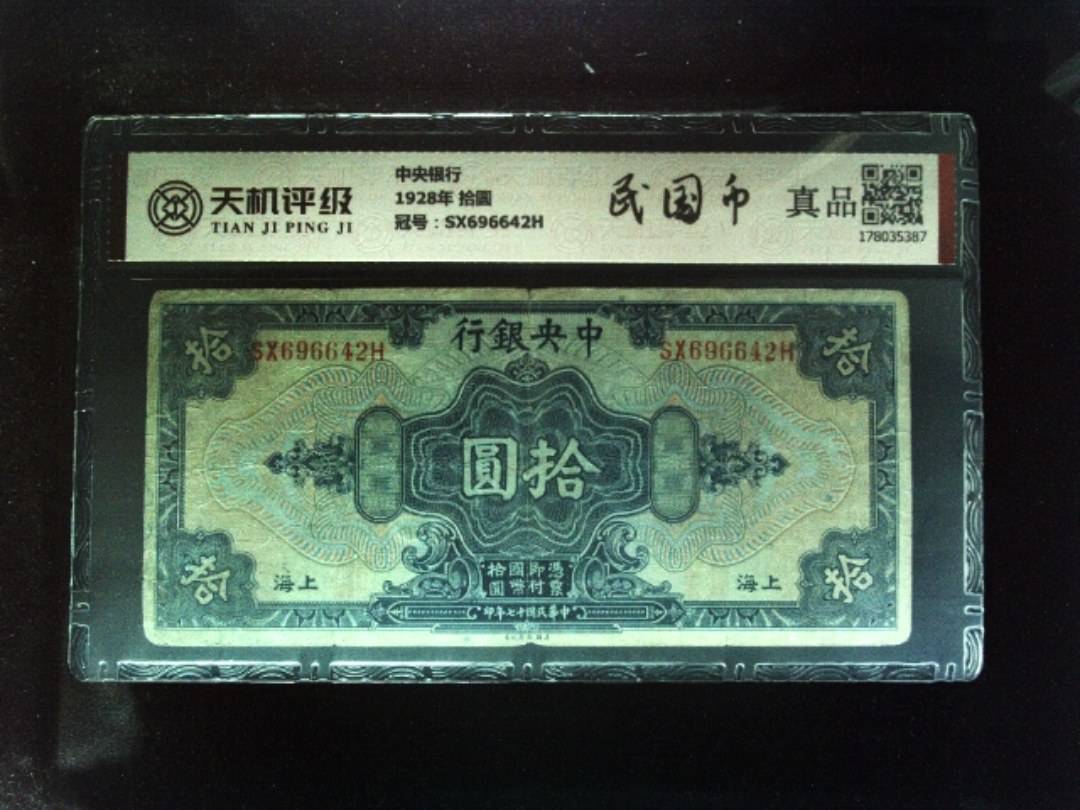 天机评级
TIAN JI PING JI
中央银行
1928年 拾圓
冠号：SX696642H
民国币
真品
178035387
行銀央中
拾
拾
SX696642H
SX696642H
圓拾
拾
拾
海上
海上
憑票
即付
國幣
拾圓
印年七十國民華中